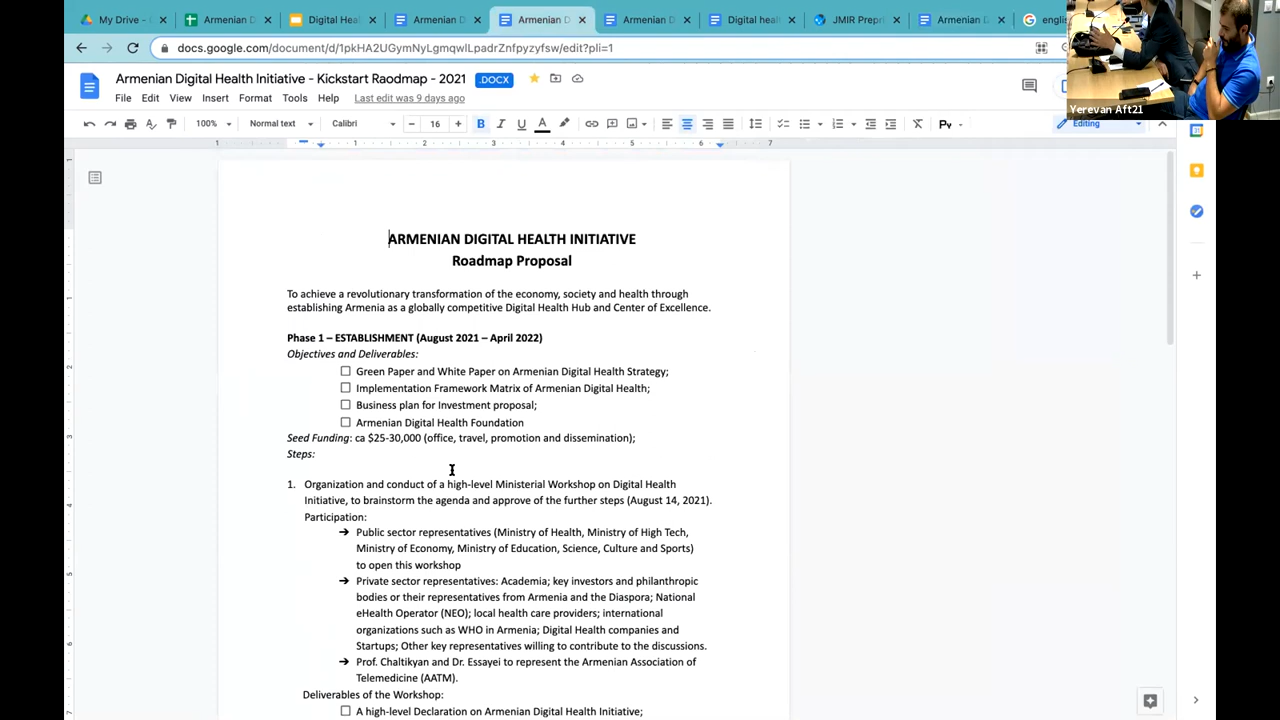 My Drive -
Armenian D
Digital Hea
Armenian D
Armenian D
Armenian D
Digital healt
JMIR Prepri
Armenian D
englis
docs.google.com/document/d/1pkHA2UGymNyLgmqwlLpadrZnfpyzyfsw/edit?pli=1
Armenian Digital Health Initiative - Kickstart Raodmap - 2021 .DOCX
File Edit View Insert Format Tools Help Last edit was 9 days ago
100% Normal text Calibri 16 B I U A Editing
Yerevan Aft21
1 1 2 3 4 5 6 7
ARMENIAN DIGITAL HEALTH INITIATIVE
Roadmap Proposal
To achieve a revolutionary transformation of the economy, society and health through
establishing Armenia as a globally competitive Digital Health Hub and Center of Excellence.
Phase 1 – ESTABLISHMENT (August 2021 – April 2022)
Objectives and Deliverables:
☐ Green Paper and White Paper on Armenian Digital Health Strategy;
☐ Implementation Framework Matrix of Armenian Digital Health;
☐ Business plan for Investment proposal;
☐ Armenian Digital Health Foundation
Seed Funding: ca $25-30,000 (office, travel, promotion and dissemination);
Steps:
1. Organization and conduct of a high-level Ministerial Workshop on Digital Health
Initiative, to brainstorm the agenda and approve of the further steps (August 14, 2021).
Participation:
➔ Public sector representatives (Ministry of Health, Ministry of High Tech,
Ministry of Economy, Ministry of Education, Science, Culture and Sports)
to open this workshop
➔ Private sector representatives: Academia; key investors and philanthropic
bodies or their representatives from Armenia and the Diaspora; National
eHealth Operator (NEO); local health care providers; international
organizations such as WHO in Armenia; Digital Health companies and
Startups; Other key representatives willing to contribute to the discussions.
➔ Prof. Chaltikyan and Dr. Essayei to represent the Armenian Association of
Telemedicine (AATM).
Deliverables of the Workshop:
☐ A high-level Declaration on Armenian Digital Health Initiative;